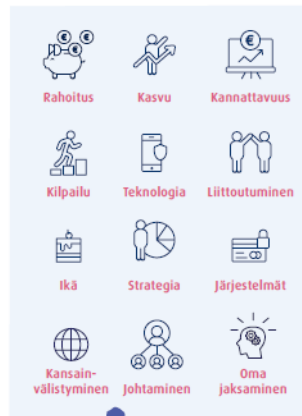 Rahoitus
Kasvu
Kannattavuus
Kilpailu
Teknologia
Liittoutuminen
Ikä
Strategia
Järjestelmät
Kansain-
välistyminen
Johtaminen
Oma
jaksaminen